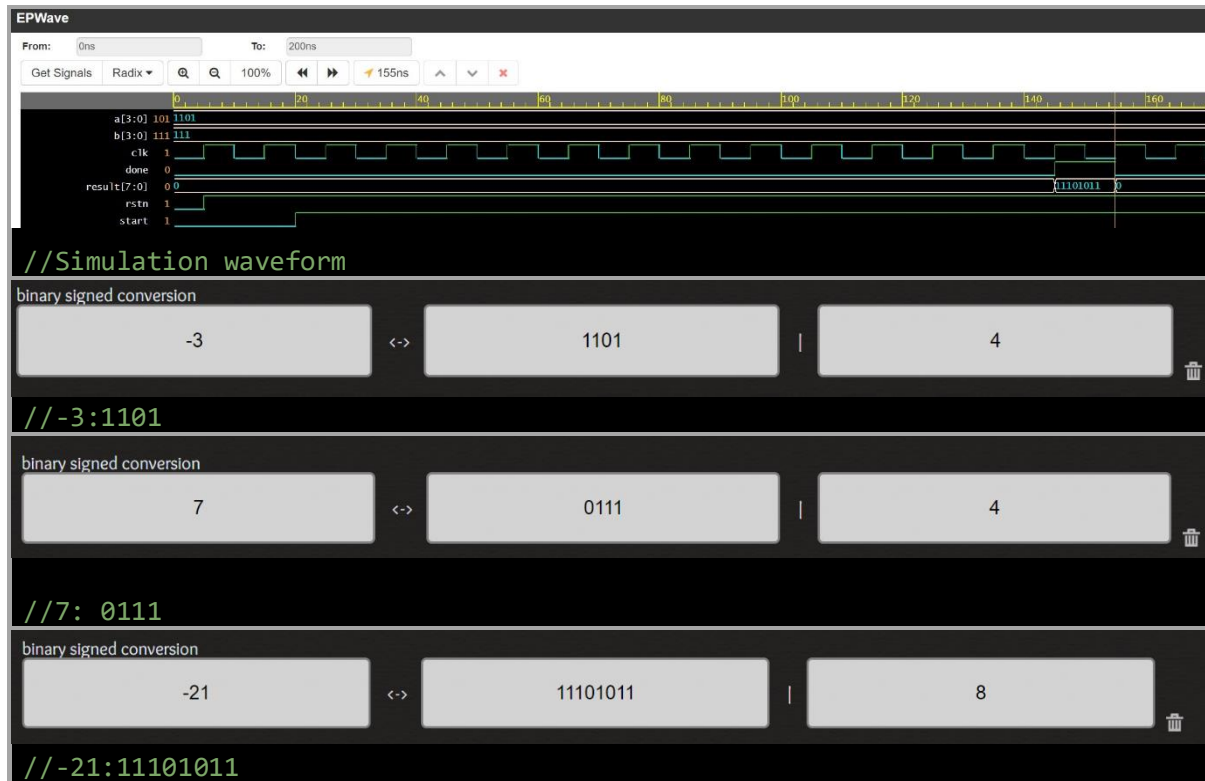 EPWave
From: 0ns To: 200ns
Get Signals Radix 100% 155ns
0 20 40 60 80 100 120 140 160
a[3:0] 101 1101
b[3:0] 111 111
clk 1
done 0
result[7:0] 0 0 11101011 0
rstn 1
start 1
//Simulation waveform
binary signed conversion
-3 <-> 1101 | 4
//-3:1101
binary signed conversion
7 <-> 0111 | 4
//7: 0111
binary signed conversion
-21 <-> 11101011 | 8
//-21:11101011